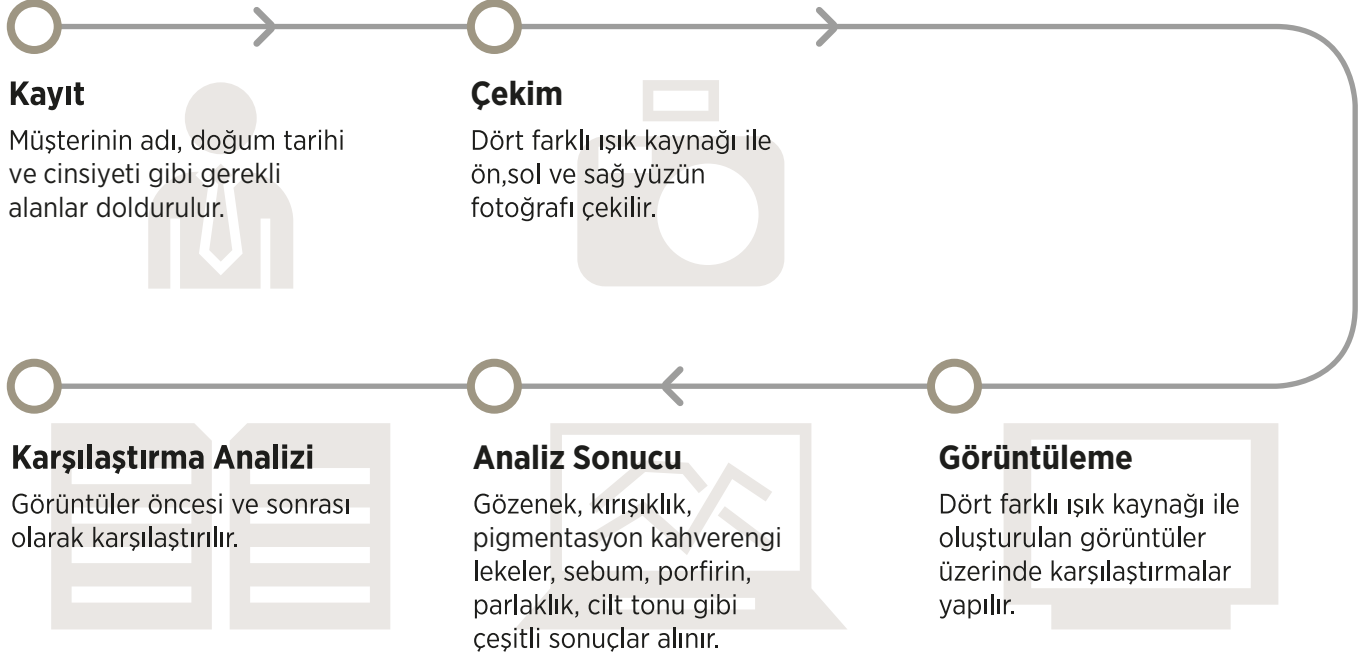 Kayıt
Müşterinin adı, doğum tarihi
ve cinsiyeti gibi gerekli
alanlar doldurulur.
Çekim
Dört farklı ışık kaynağı ile
ön,sol ve sağ yüzün
fotoğrafı çekilir.
Görüntüleme
Dört farklı ışık kaynağı ile
oluşturulan görüntüler
üzerinde karşılaştırmalar
yapılır.
Analiz Sonucu
Gözenek, kırışıklık,
pigmentasyon kahverengi
lekeler, sebum, porfirin,
parlaklık, cilt tonu gibi
çeşitli sonuçlar alınır.
Karşılaştırma Analizi
Görüntüler öncesi ve sonrası
olarak karşılaştırılır.